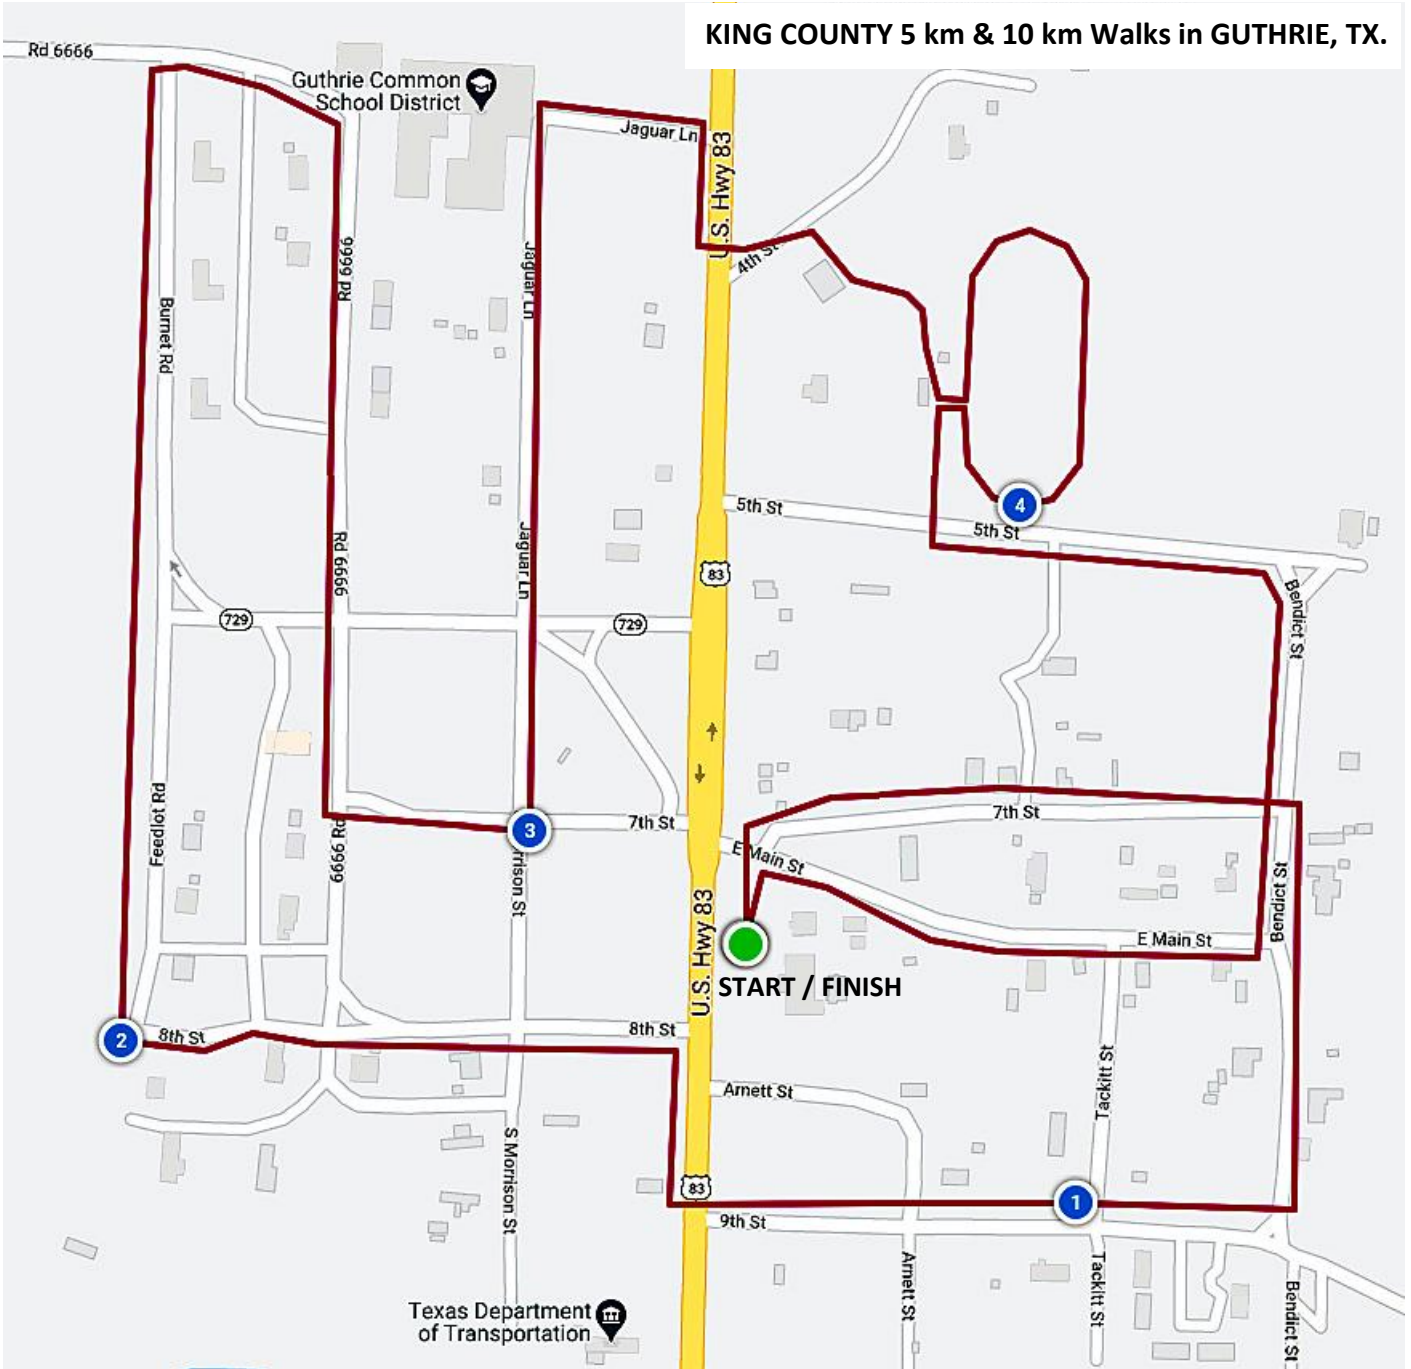 KING COUNTY 5 km & 10 km Walks in GUTHRIE, TX.
Rd 6666
Guthrie Common
School District
Jaguar Ln
U.S. Hwy 83
4th St
Rd 6666
Jaguar Ln
Burnet Rd
4
5th St
5th St
Rd 6666
Jaguar Ln
83
Bendict St
729
729
7th St
Feedlot Rd
3
7th St
E Main St
Rd 6666
rrison St
Bendict St
U.S. Hwy 83
E Main St
START / FINISH
2
8th St
8th St
Tackitt St
Arnett St
S Morrison St
83
1
9th St
Arnett St
Tackitt St
Bendict St
Texas Department
of Transportation